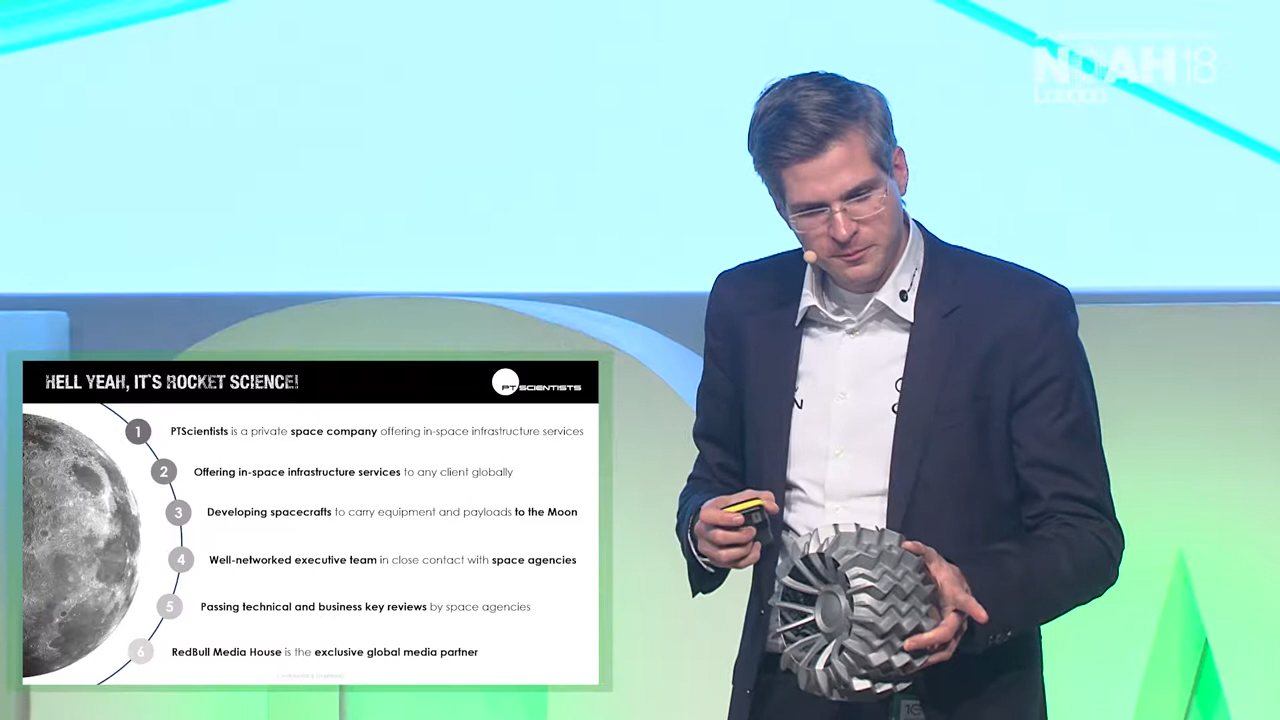 NOAH18
London
HELL YEAH, IT'S ROCKET SCIENCE!
PTSCIENTISTS
1 PTScientists is a private space company offering in-space infrastructure services
2 Offering in-space infrastructure services to any client globally
3 Developing spacecrafts to carry equipment and payloads to the Moon
4 Well-networked executive team in close contact with space agencies
5 Passing technical and business key reviews by space agencies
6 RedBull Media House is the exclusive global media partner